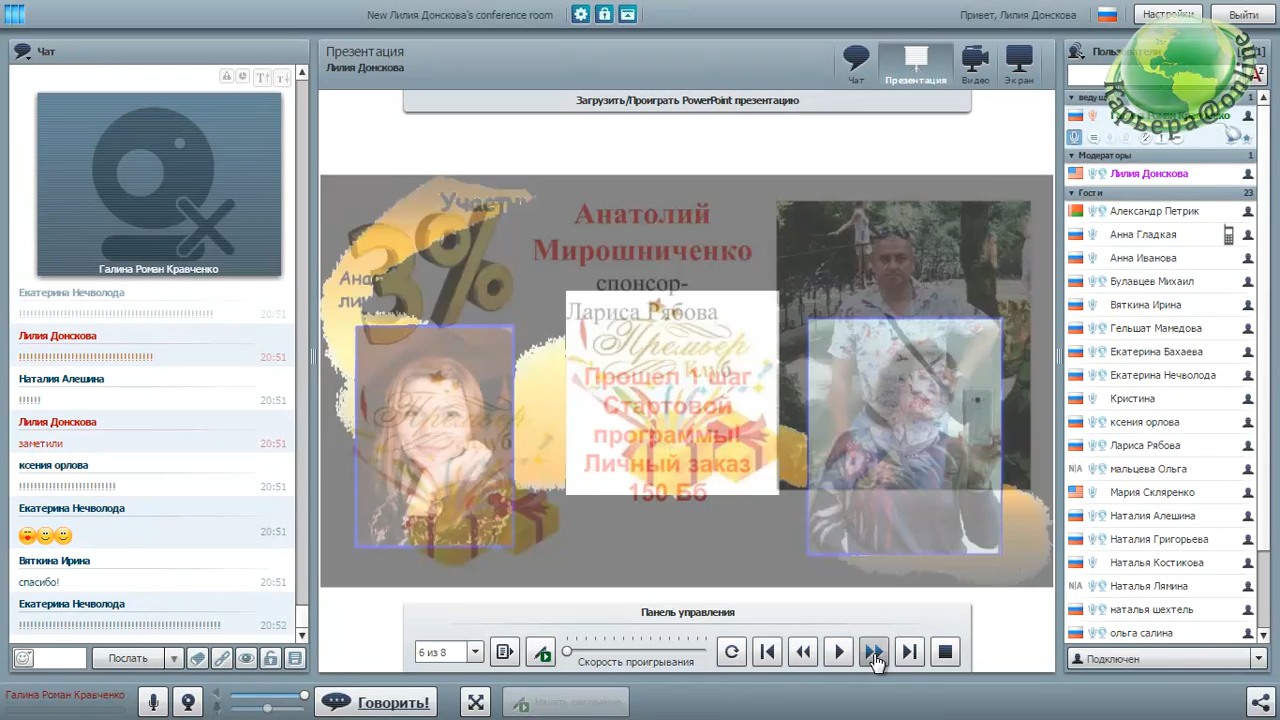 New Лилия Донскова's conference room
Привет, Лилия Донскова
Настройки
Выйти
Чат
Галина Роман Кравченко
Екатерина Нечволода
!!!!!!!!!!!!!!!!!!!!!!!!!!!!!!!!!!!!!!!!!!!!!! 20:51
Лилия Донскова
!!!!!!!!!!!!!!!!!!!!!!!!!!!!!!!! 20:51
Наталия Алешина
!!!!!! 20:51
Лилия Донскова
заметили 20:51
ксения орлова
!!!!!!!!!!!!!!!!!!!!!!! 20:51
Екатерина Нечволода
20:51
Вяткина Ирина
спасибо! 20:51
Екатерина Нечволода
!!!!!!!!!!!!!!!!!!!!!!!!!!!!!!!!!!!!!!!!!!!!!!!! 20:52
Послать
Презентация
Лилия Донскова
Чат
Презентация
Видео
Экран
Загрузить/Проиграть PowerPoint презентацию
3%
Анатолий
Мирошниченко
спонсор-
Лариса Рябова
Премьер
Клуб
Прошел 1 шаг
Стартовой
программы!
Личный заказ
150 Бб
Панель управления
6 из 8
Скорость проигрывания
Карьера@online
Модераторы 1
Лилия Донскова
Гости 23
Александр Петрик
Анна Гладкая
Анна Иванова
Булавцев Михаил
Вяткина Ирина
Гельшат Мамедова
Екатерина Бахаева
Екатерина Нечволода
Кристина
ксения орлова
Лариса Рябова
N/A мальцева Ольга
Мария Скляренко
Наталия Алешина
Наталия Григорьева
Наталья Костикова
N/A Наталья Лямина
наталья шехтель
ольга салина
Подключен
Галина Роман Кравченко
Говорить!
Начать рисование